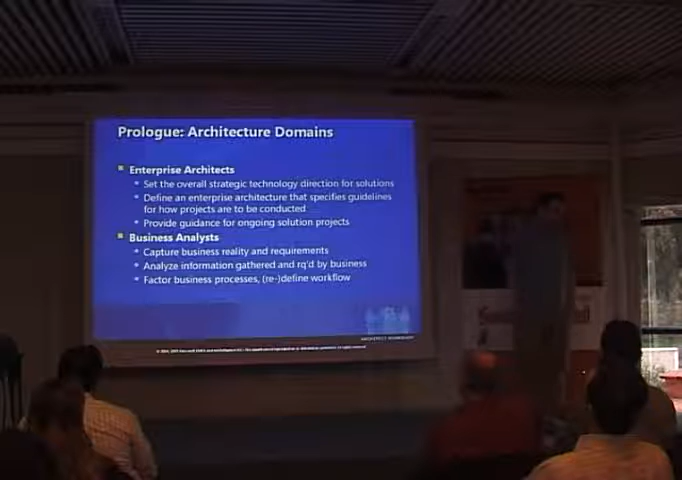 Prologue: Architecture Domains
Enterprise Architects
Set the overall strategic technology direction for solutions
Define an enterprise architecture that specifies guidelines
for how projects are to be conducted
Provide guidance for ongoing solution projects
Business Analysts
Capture business reality and requirements
Analyze information gathered and rq'd by business
Factor business processes, (re-)define workflow